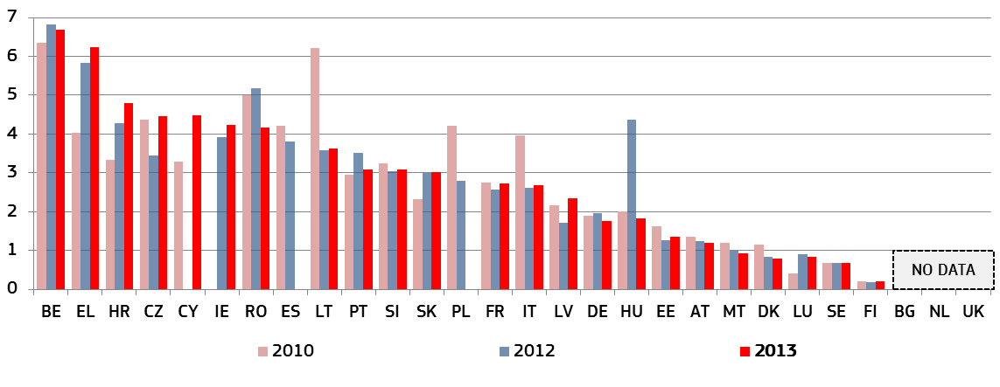 7
6
5
4
3
2
1
0
NO DATA
BE EL HR CZ CY IE RO ES LT PT SI SK PL FR IT LV DE HU EE AT MT DK LU SE FI BG NL UK
2010 2012 2013